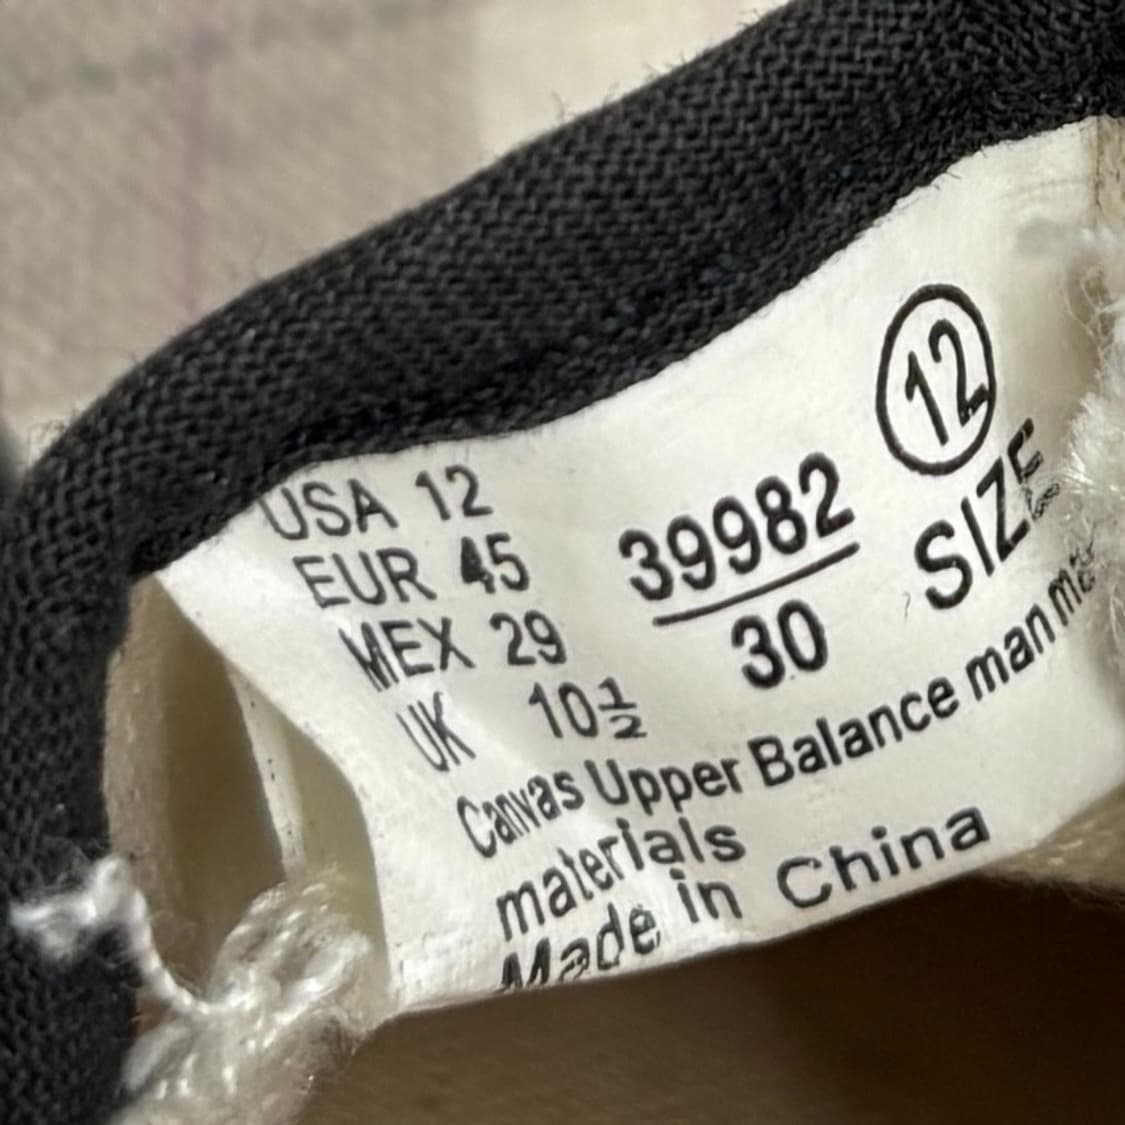 USA 12
EUR 45
MEX 29
UK 10½
39982
30
12
SIZE
Canvas Upper Balance man
materials
Made in China